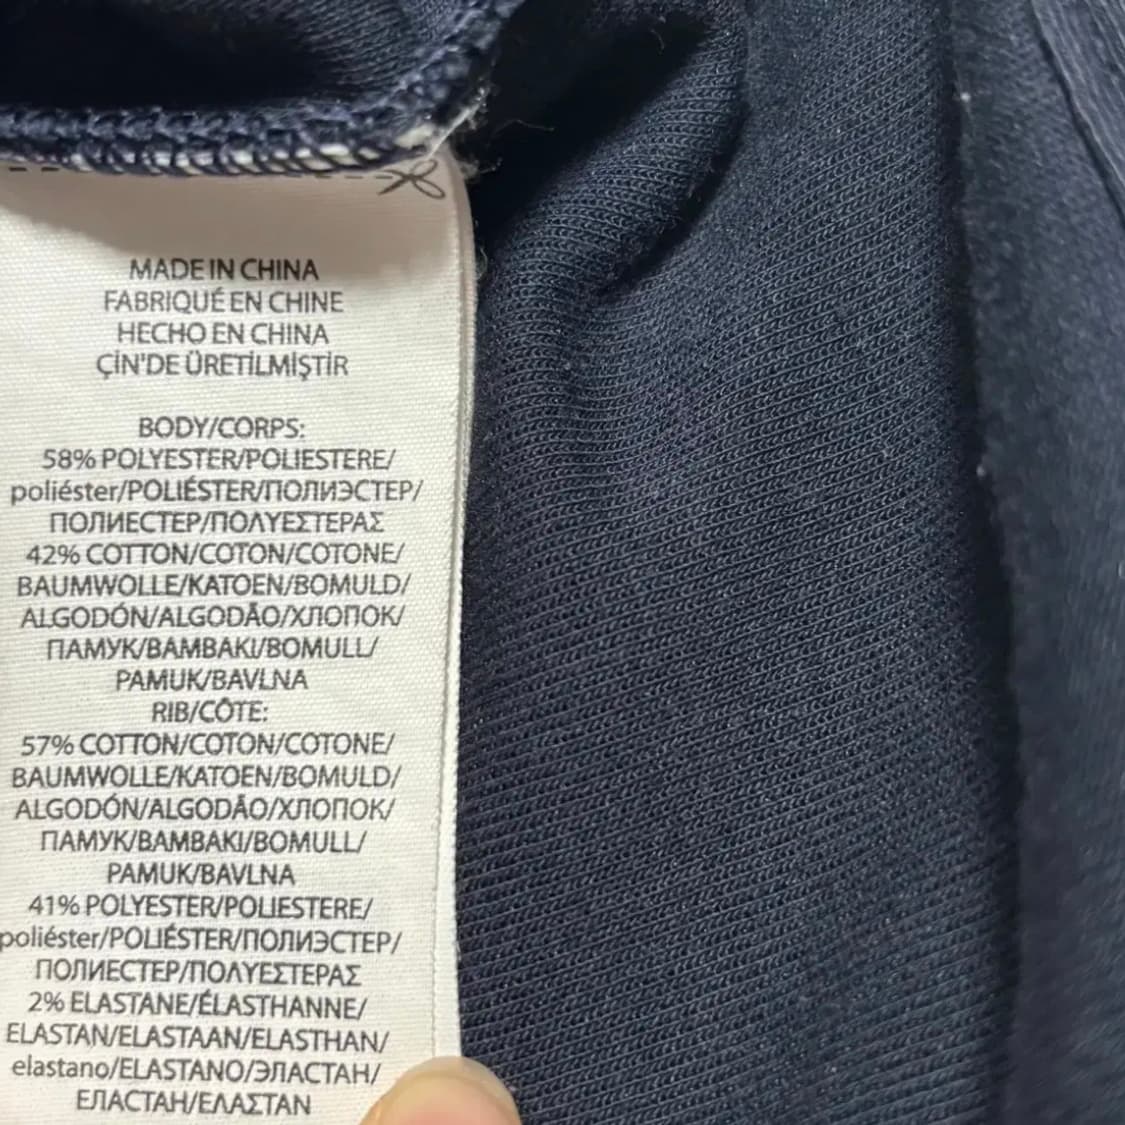 MADE IN CHINA
FABRIQUÉ EN CHINE
HECHO EN CHINA
ÇİN'DE ÜRETİLMİŞTİR
BODY/CORPS:
58% POLYESTER/POLIESTERE/
poliéster/POLIÉSTER/ПОЛИЭСТЕР/
ПОЛИЕСТЕР/ΠΟΛΥΕΣΤΕΡΑΣ
42% COTTON/COTON/COTONE/
BAUMWOLLE/KATOEN/BOMULD/
ALGODÓN/ALGODÃO/ХЛОПОК/
ПАМУК/BAMBAKI/BOMULL/
PAMUK/BAVLNA
RIB/CÔTE:
57% COTTON/COTON/COTONE/
BAUMWOLLE/KATOEN/BOMULD/
ALGODÓN/ALGODÃO/ХЛОПОК/
ПАМУК/BAMBAKI/BOMULL/
PAMUK/BAVLNA
41% POLYESTER/POLIESTERE/
poliéster/POLIÉSTER/ПОЛИЭСТЕР/
ПОЛИЕСТЕР/ΠΟΛΥΕΣΤΕΡΑΣ
2% ELASTANE/ÉLASTHANNE/
ELASTAN/ELASTAAN/ELASTHAN/
elastano/ELASTANO/ЭЛАСТАН/
ЕЛАСТАН/ΕΛΑΣΤΑΝ